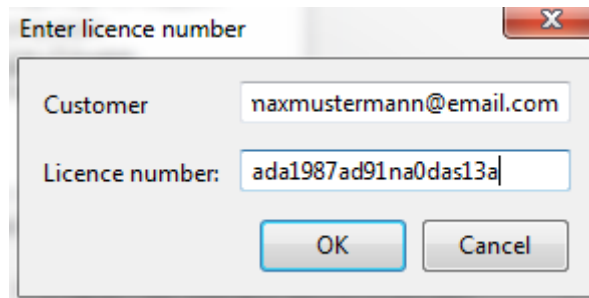 Enter licence number
Customer naxmustermann@email.com
Licence number: ada1987ad91na0das13a
OK Cancel